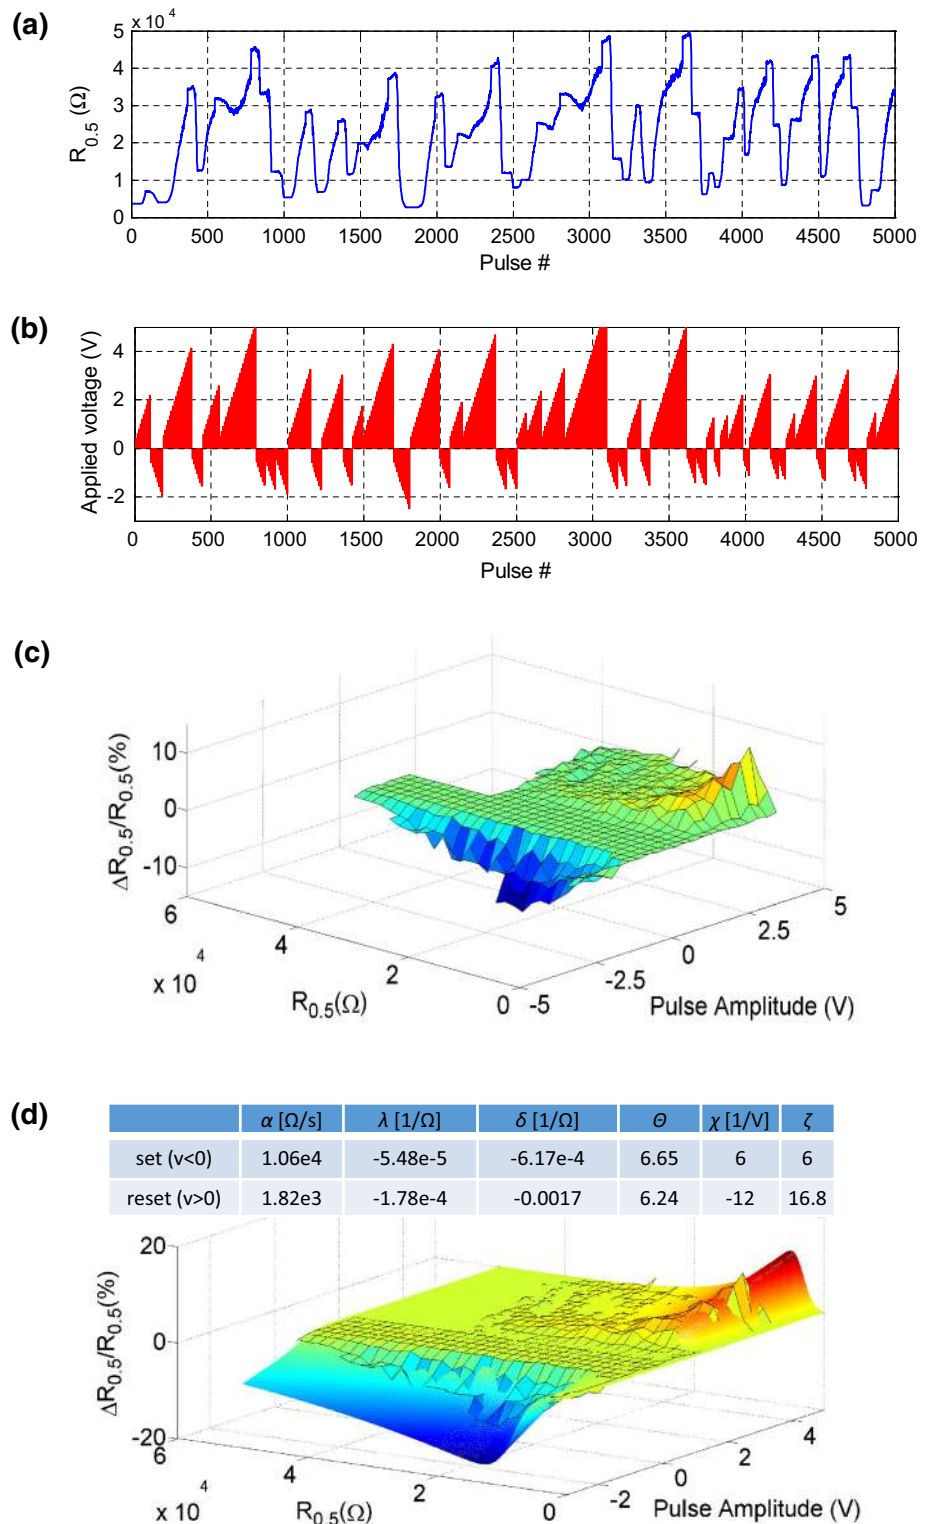 (a)
x 10 4
5
4
3
2
1
0
R0.5 (Ω)
0 500 1000 1500 2000 2500 3000 3500 4000 4500 5000
Pulse #
(b)
4
2
0
-2
Applied voltage (V)
0 500 1000 1500 2000 2500 3000 3500 4000 4500 5000
Pulse #
(c)
10
0
-10
ΔR0.5/R0.5(%)
6 4 2 0
x 10 4
R0.5(Ω)
-5 -2.5 0 2.5 5
Pulse Amplitude (V)
(d)
α [Ω/s] λ [1/Ω] δ [1/Ω] Θ χ [1/V] ζ
set (v<0) 1.06e4 -5.48e-5 -6.17e-4 6.65 6 6
reset (v>0) 1.82e3 -1.78e-4 -0.0017 6.24 -12 16.8
20
0
-20
ΔR0.5/R0.5(%)
6 4 2 0
x 10 4
R0.5(Ω)
-2 0 2 4
Pulse Amplitude (V)